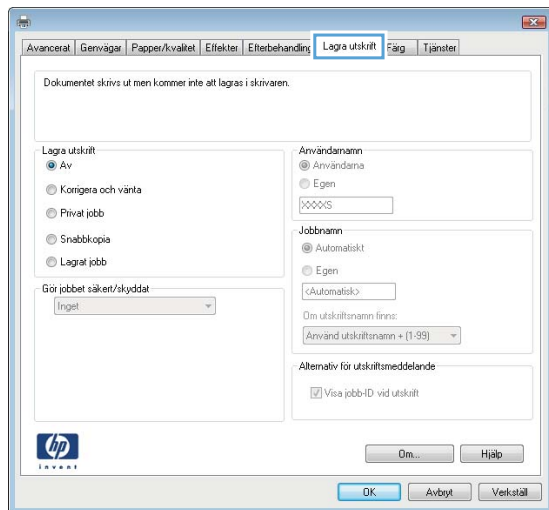 Avancerat Genvägar Papper/kvalitet Effekter Efterbehandling Lagra utskrift Färg Tjänster
Dokumentet skrivs ut men kommer inte att lagras i skrivaren.
Lagra utskrift
Av
Korrigera och vänta
Privat jobb
Snabbkopia
Lagrat jobb
Gör jobbet säkert/skyddat
Inget
Användarnamn
Användarna
Egen
XXXXS
Jobbnamn
Automatiskt
Egen
<Automatisk>
Om utskriftsnamn finns:
Använd utskriftsnamn + (1-99)
Alternativ för utskriftsmeddelande
Visa jobb-ID vid utskrift
hp
invent
Om... Hjälp
OK Avbryt Verkställ